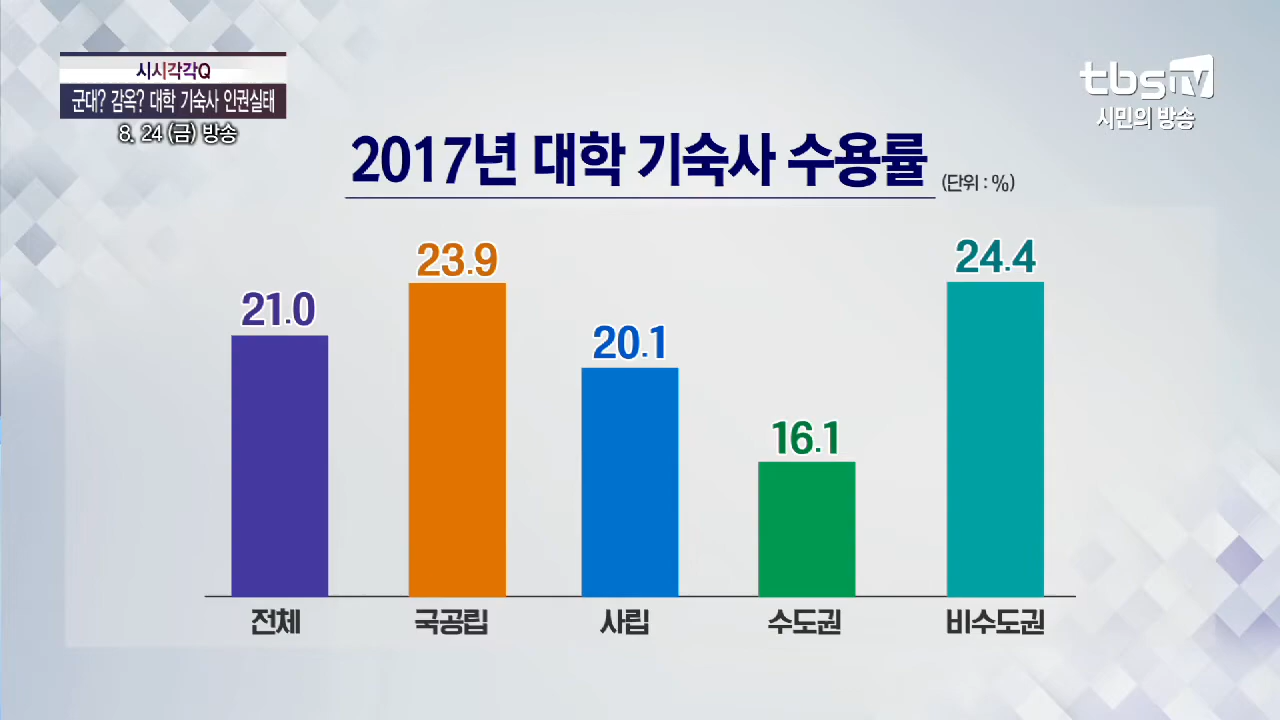 시시각각Q
군대? 감옥? 대학 기숙사 인권실태
8. 24 (금) 방송
tbsTV
시민의 방송
2017년 대학 기숙사 수용률 (단위 : %)
21.0
23.9
20.1
16.1
24.4
전체
국공립
사립
수도권
비수도권